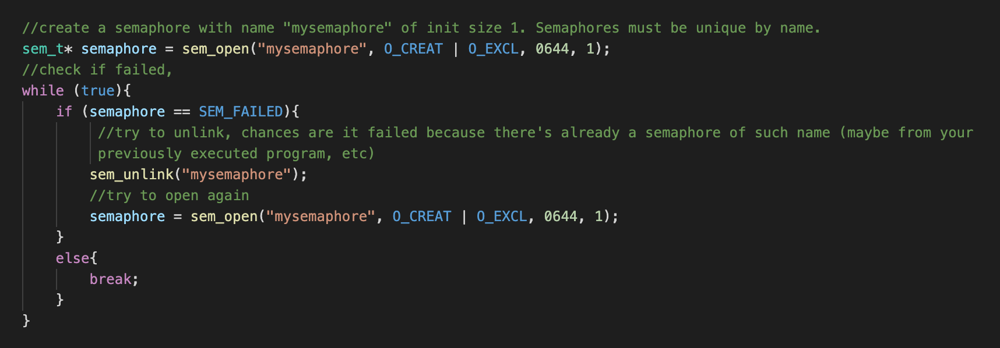 //create a semaphore with name "mysemaphore" of init size 1. Semaphores must be unique by name.
sem_t* semaphore = sem_open("mysemaphore", O_CREAT | O_EXCL, 0644, 1);
//check if failed,
while (true){
    if (semaphore == SEM_FAILED){
        //try to unlink, chances are it failed because there's already a semaphore of such name (maybe from your
        previously executed program, etc)
        sem_unlink("mysemaphore");
        //try to open again
        semaphore = sem_open("mysemaphore", O_CREAT | O_EXCL, 0644, 1);
    }
    else{
        break;
    }
}